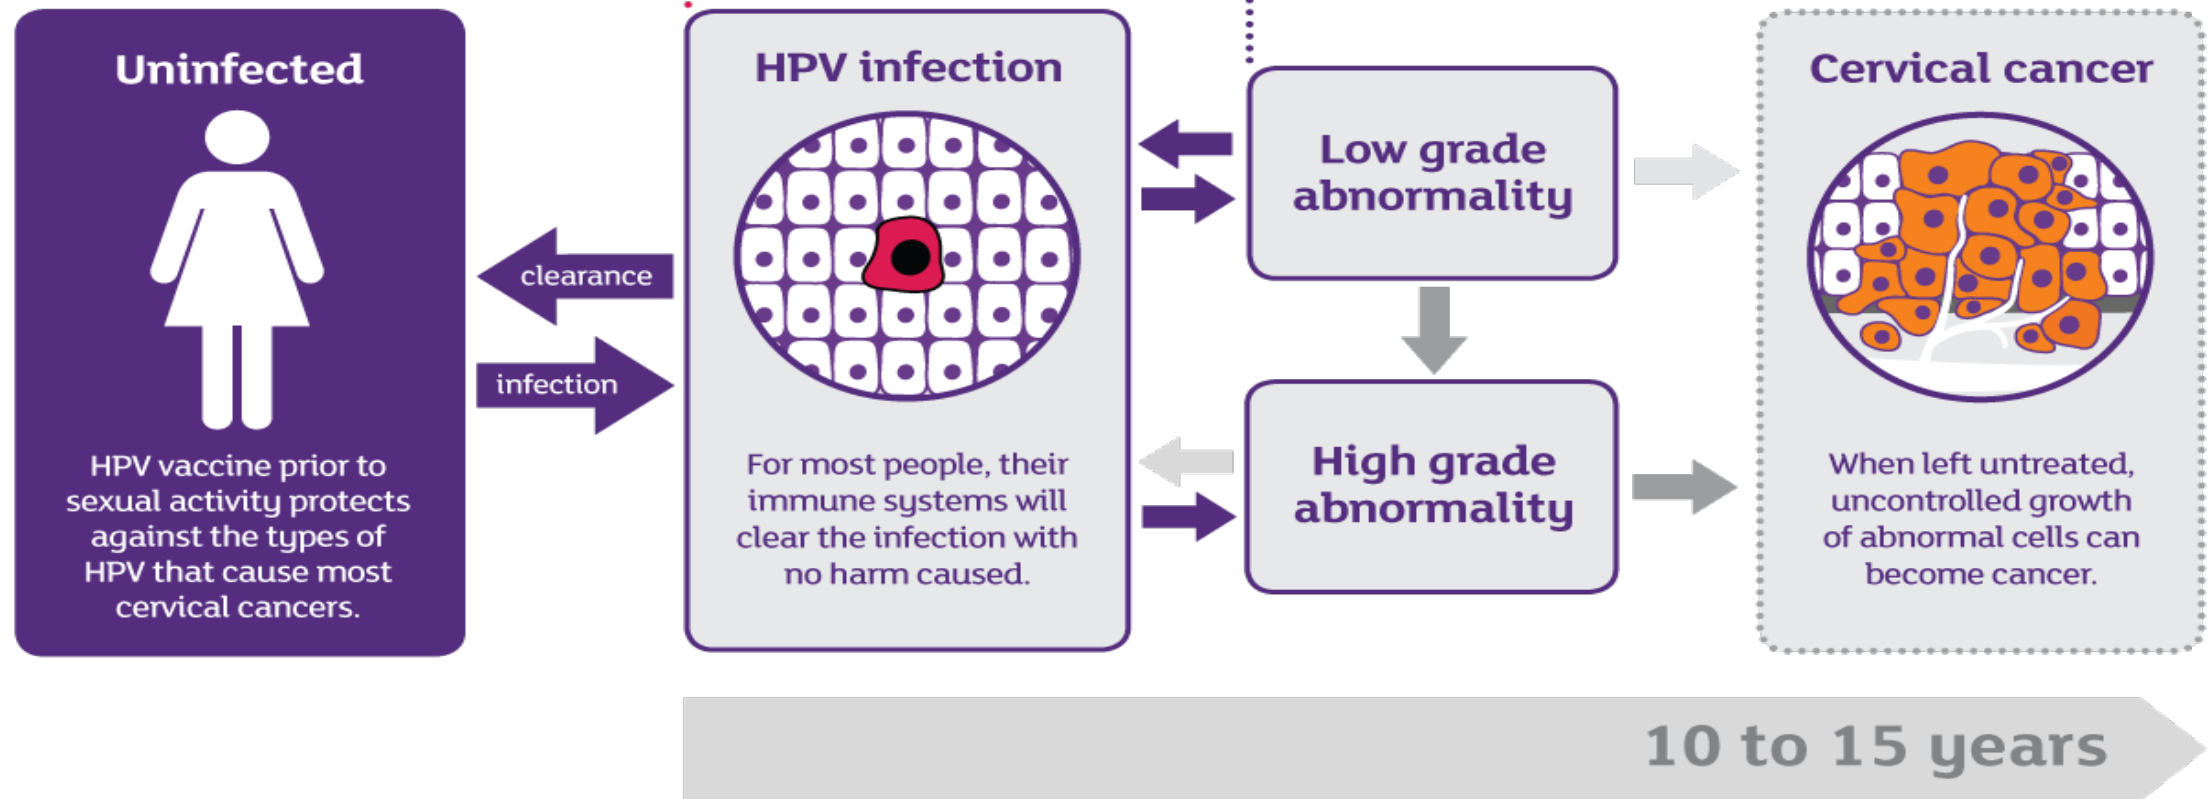 Uninfected
HPV vaccine prior to
sexual activity protects
against the types of
HPV that cause most
cervical cancers.
clearance
infection
HPV infection
For most people, their
immune systems will
clear the infection with
no harm caused.
Low grade
abnormality
High grade
abnormality
Cervical cancer
When left untreated,
uncontrolled growth
of abnormal cells can
become cancer.
10 to 15 years